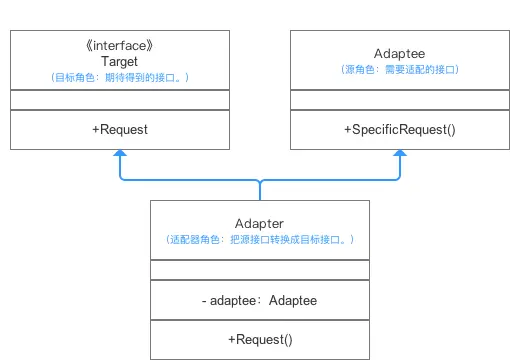 《interface》
Target
（目标角色：期待得到的接口。）
+Request
Adaptee
（源角色：需要适配的接口）
+SpecificRequest()
Adapter
（适配器角色：把源接口转换成目标接口。）
- adaptee：Adaptee
+Request()